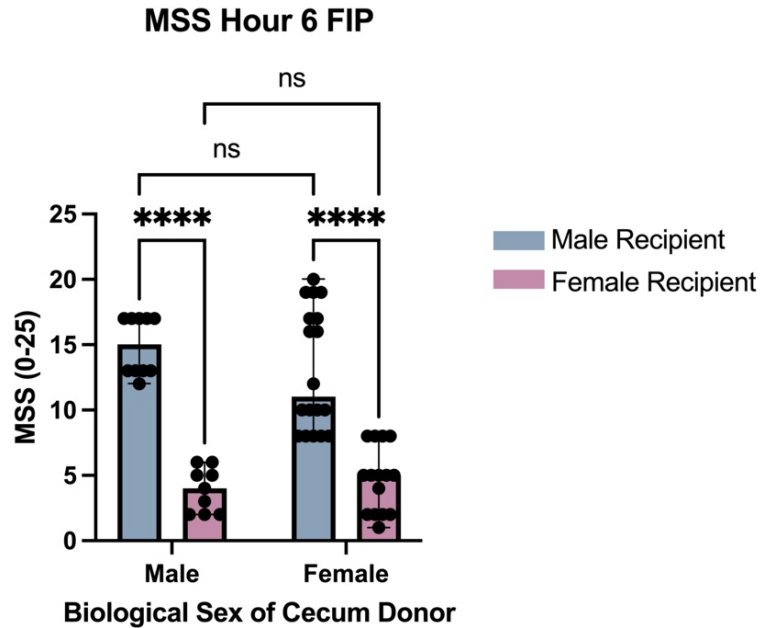 MSS Hour 6 FIP
ns
ns
**** ****
25
20
15
10
5
0
MSS (0-25)
Male Female
Biological Sex of Cecum Donor
Male Recipient
Female Recipient